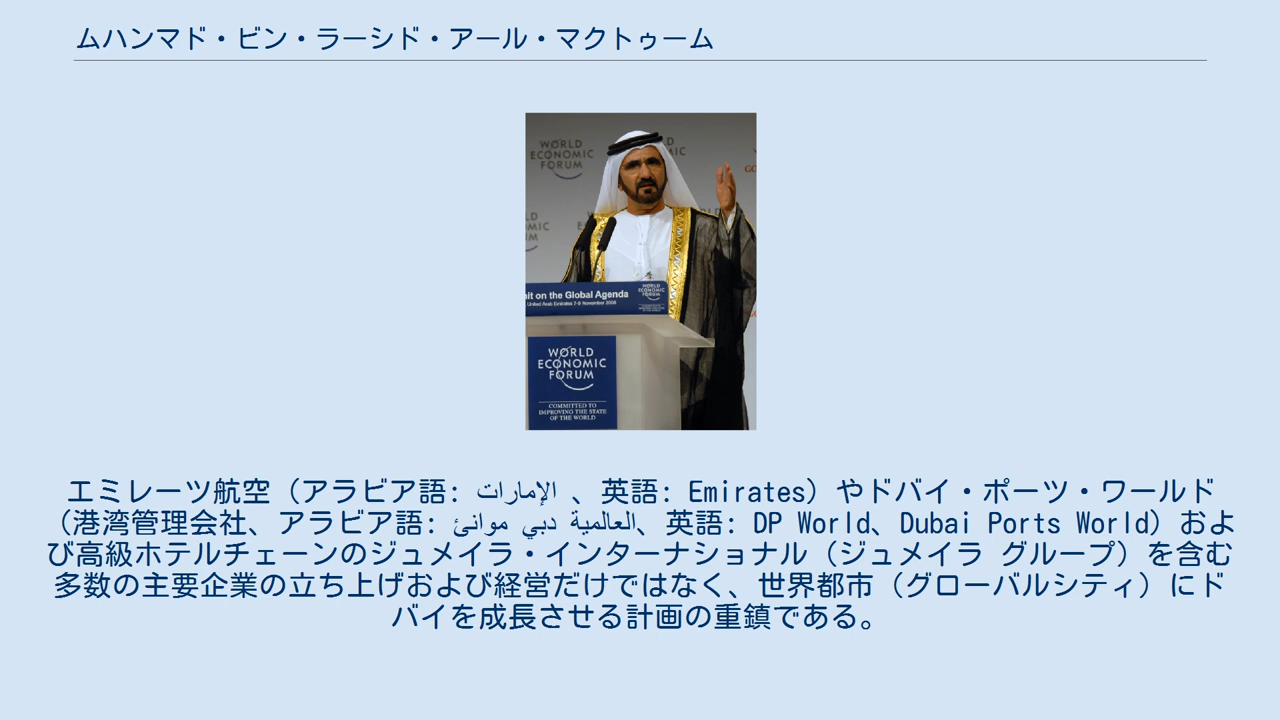 ムハンマド・ビン・ラーシド・アール・マクトゥーム
WORLD
ECONOMIC
FORUM
it on the Global Agenda
United Arab Emirates 7-9 November 2008
WORLD
ECONOMIC
FORUM
WORLD
ECONOMIC
FORUM
COMMITTED TO
IMPROVING THE STATE
OF THE WORLD
エミレーツ航空（アラビア語: الإمارات 、英語: Emirates）やドバイ・ポーツ・ワールド
（港湾管理会社、アラビア語: العالمية دبي موانئ、英語: DP World、Dubai Ports World）およ
び高級ホテルチェーンのジュメイラ・インターナショナル（ジュメイラ グループ）を含む
多数の主要企業の立ち上げおよび経営だけではなく、世界都市（グローバルシティ）にド
バイを成長させる計画の重鎮である。